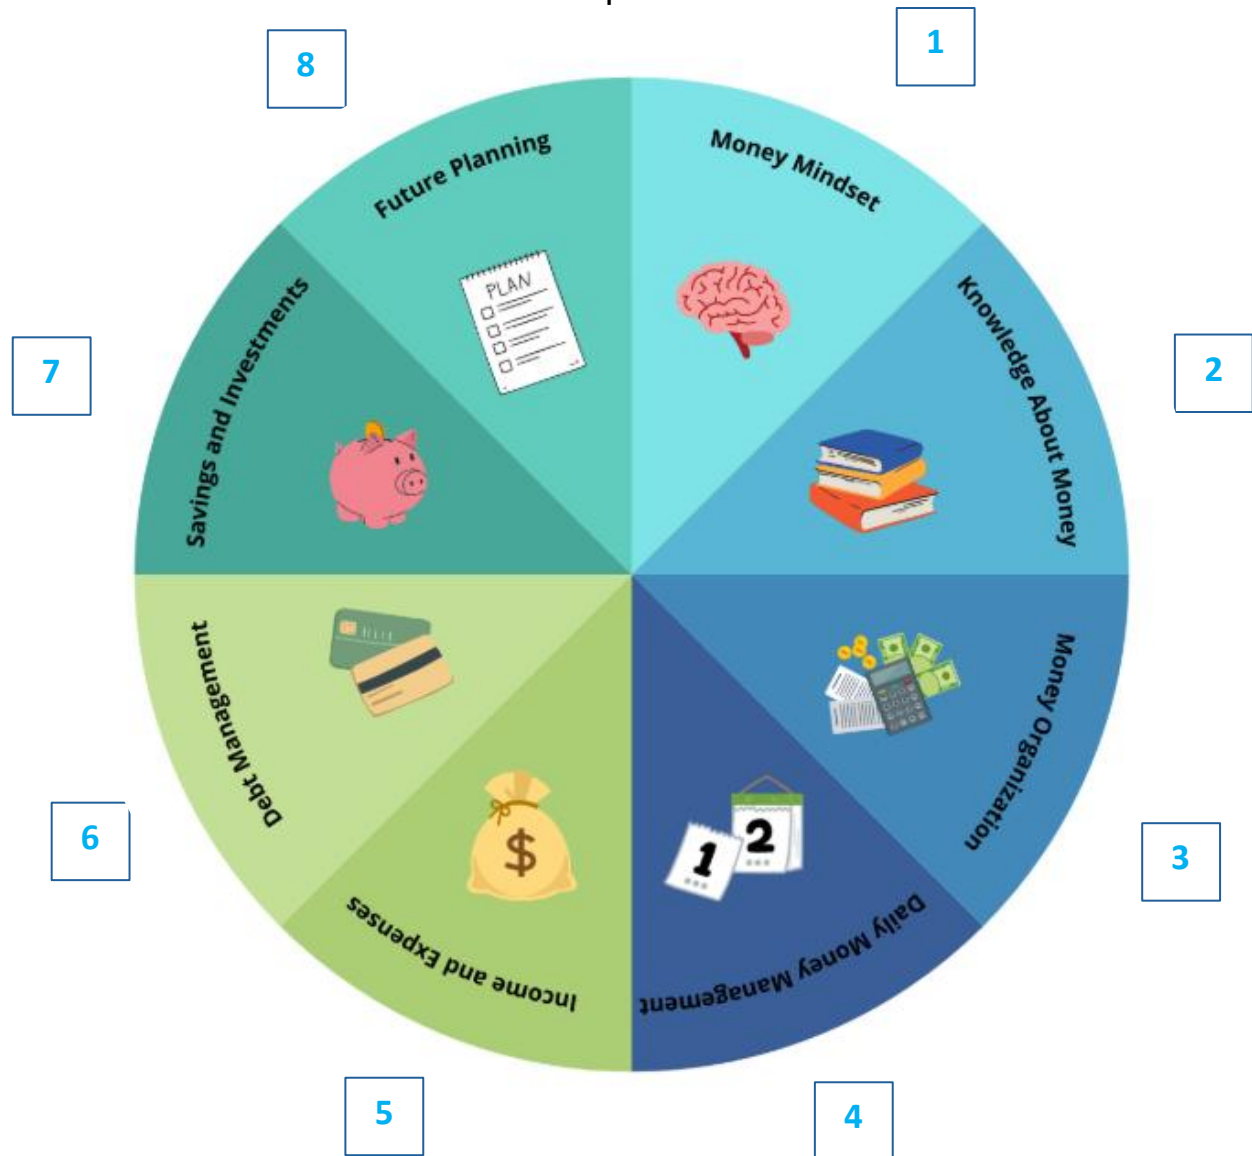 8
1
Future Planning
Money Mindset
PLAN
7
Savings and Investments
Knowledge About Money
2
6
Debt Management
Money Organization
3
$
1
2
Income and Expenses
Daily Money Management
5
4